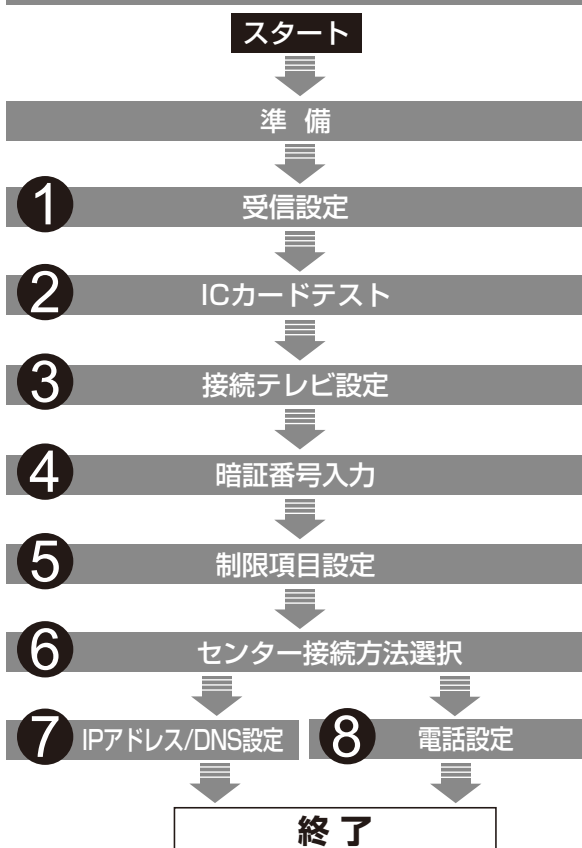 スタート
準 備
1 受信設定
2 ICカードテスト
3 接続テレビ設定
4 暗証番号入力
5 制限項目設定
6 センター接続方法選択
7 IPアドレス/DNS設定
8 電話設定
終 了